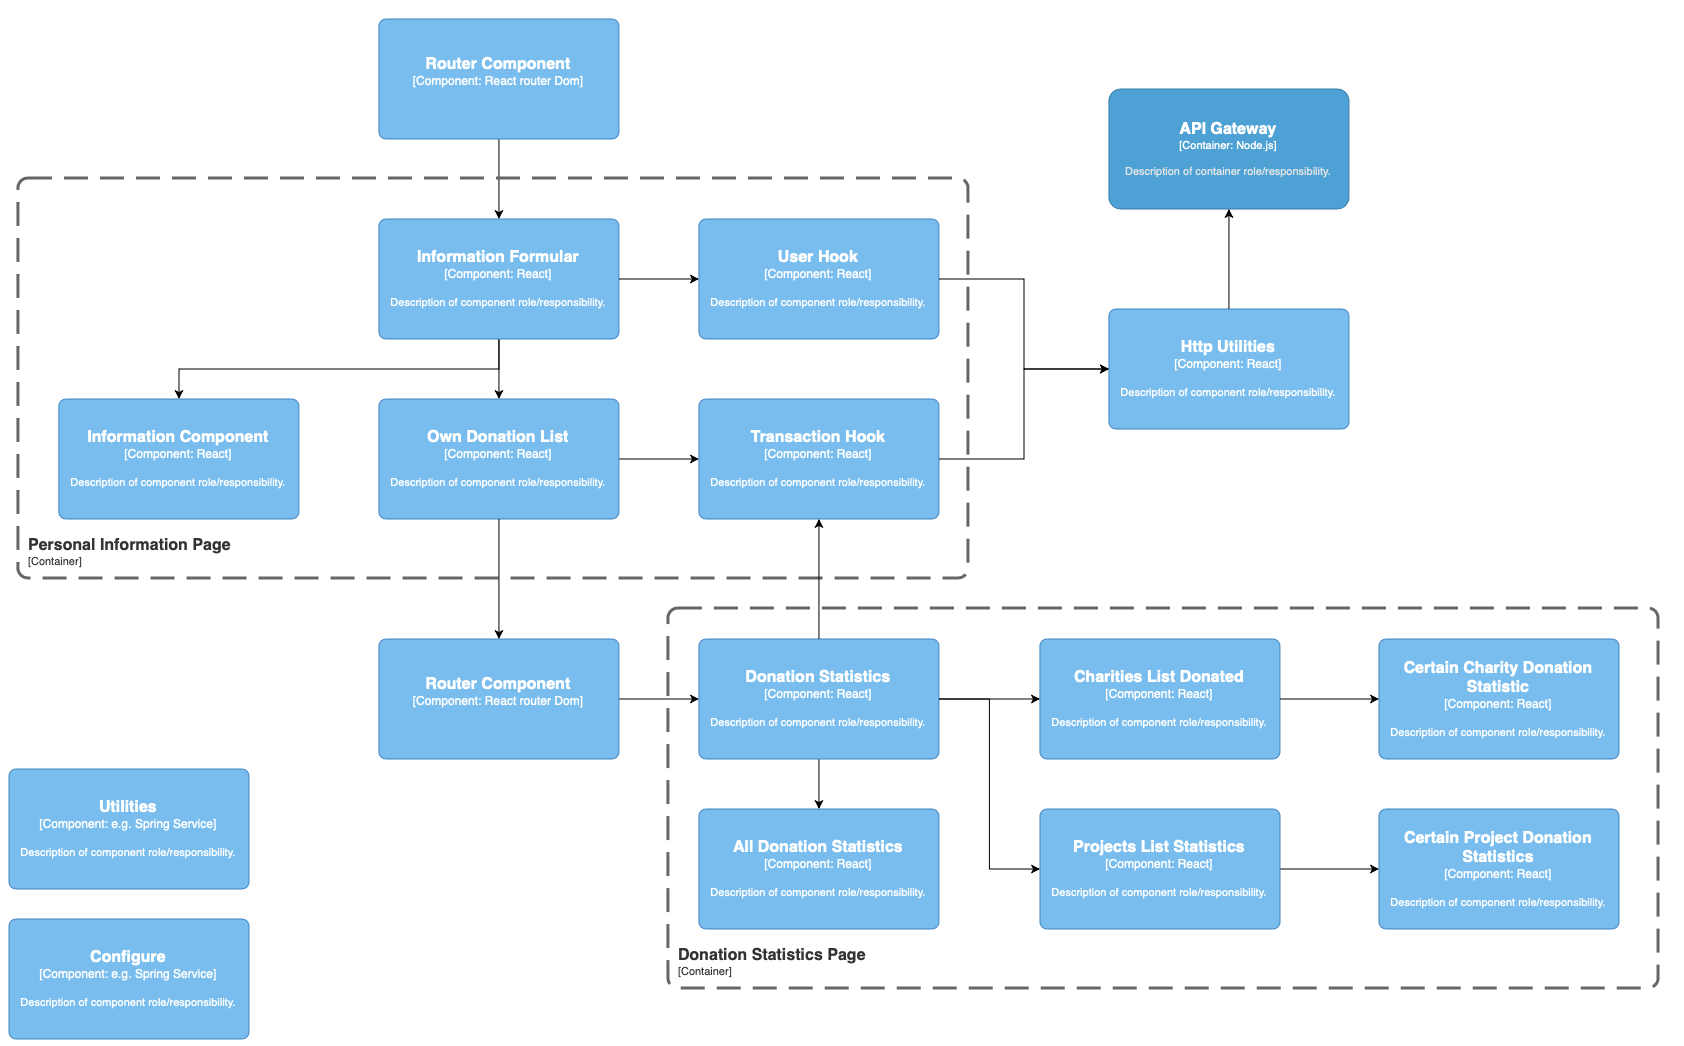 Router Component
[Component: React router Dom]
API Gateway
[Container: Node.js]
Description of container role/responsibility.
Information Formular
[Component: React]
Description of component role/responsibility.
User Hook
[Component: React]
Description of component role/responsibility.
Http Utilities
[Component: React]
Description of component role/responsibility.
Information Component
[Component: React]
Description of component role/responsibility.
Own Donation List
[Component: React]
Description of component role/responsibility.
Transaction Hook
[Component: React]
Description of component role/responsibility.
Personal Information Page
[Container]
Router Component
[Component: React router Dom]
Donation Statistics
[Component: React]
Description of component role/responsibility.
Charities List Donated
[Component: React]
Description of component role/responsibility.
Certain Charity Donation
Statistic
[Component: React]
Description of component role/responsibility.
Utilities
[Component: e.g. Spring Service]
Description of component role/responsibility.
All Donation Statistics
[Component: React]
Description of component role/responsibility.
Projects List Statistics
[Component: React]
Description of component role/responsibility.
Certain Project Donation
Statistics
[Component: React]
Description of component role/responsibility.
Configure
[Component: e.g. Spring Service]
Description of component role/responsibility.
Donation Statistics Page
[Container]